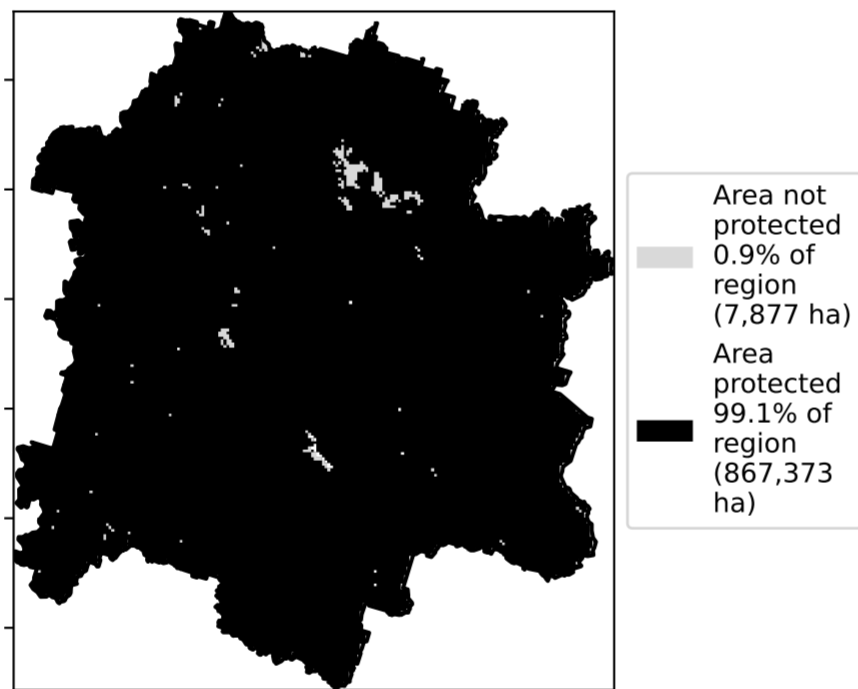 Area not
protected
0.9% of
region
(7,877 ha)
Area
protected
99.1% of
region
(867,373
ha)